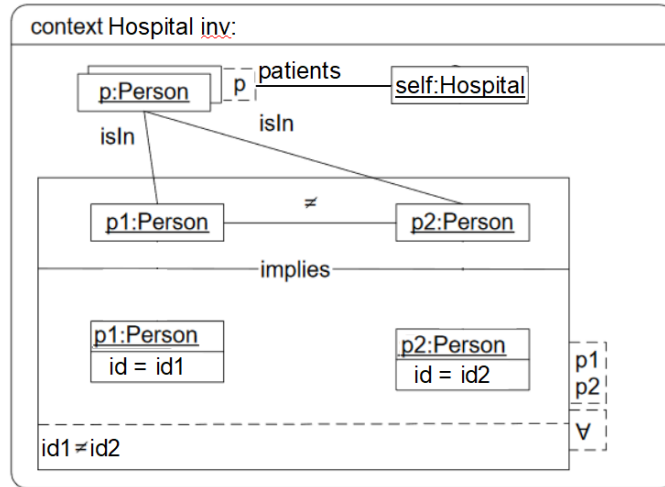 context Hospital inv:
p:Person
p
patients
self:Hospital
isIn
isIn
p1:Person
≠
p2:Person
implies
p1:Person
id = id1
p2:Person
id = id2
p1
p2
∀
id1≠id2